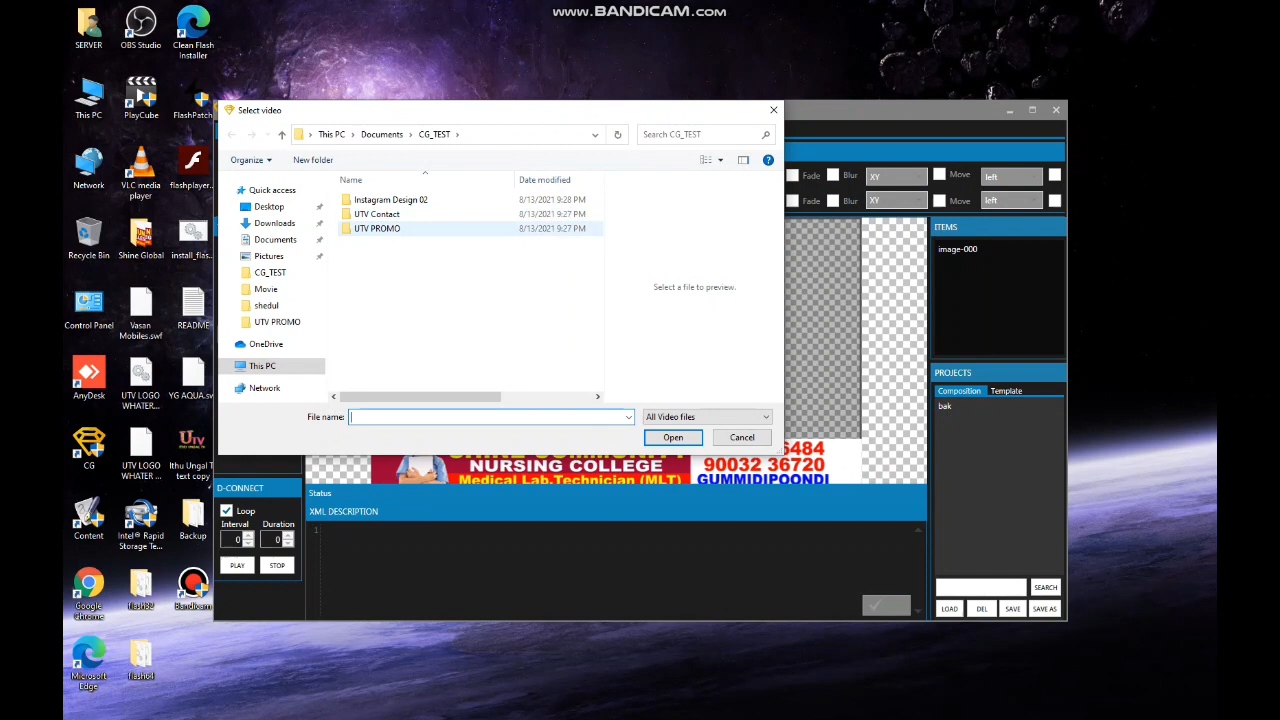 www.BANDICAM.com
SERVER
OBS Studio
Clean Flash
Installer
This PC
PlayCube
FlashPatch
Network
VLC media
player
flashplayer...
Recycle Bin
Shine Global
install_flas...
Control Panel
Vasan
Mobiles.swf
README
AnyDesk
UTV LOGO
WHATER ...
YG AQUA.sw
CG
UTV LOGO
WHATER ...
Ithu Ungal T
text copy
Content
Intel® Rapid
Storage Te...
Backup
Google
Chrome
flash32
Bandicam
Microsoft
Edge
flash64
Select video
This PC > Documents > CG_TEST >
Search CG_TEST
Organize
New folder
Name
Date modified
Quick access
Desktop
Downloads
Documents
Pictures
CG_TEST
Movie
shedul
UTV PROMO
OneDrive
This PC
Network
Instagram Design 02
8/13/2021 9:28 PM
UTV Contact
8/13/2021 9:27 PM
UTV PROMO
8/13/2021 9:27 PM
Select a file to preview.
File name:
All Video files
Open
Cancel
Fade
Blur
XY
Move
left
Fade
Blur
XY
Move
left
ITEMS
image-000
PROJECTS
Composition
Template
bak
SEARCH
LOAD
DEL
SAVE
SAVE AS
NURSING COLLEGE
Medical Lab.Technician (MLT)
6484
90032 36720
GUMMIDIPOONDI
D-CONNECT
Loop
Interval
Duration
0
0
PLAY
STOP
Status
XML DESCRIPTION
1